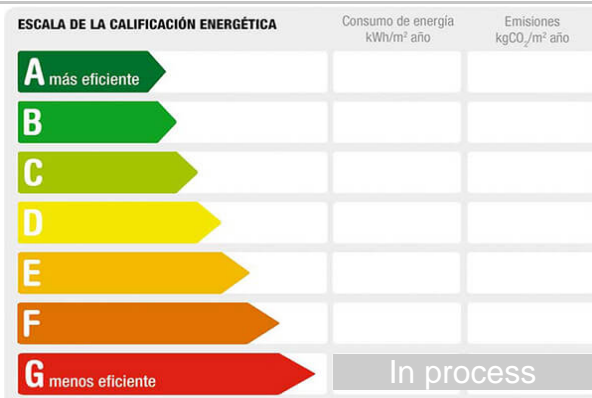 ESCALA DE LA CALIFICACIÓN ENERGÉTICA
Consumo de energía
kWh/m² año
Emisiones
kgCO₂/m² año
A más eficiente
B
C
D
E
F
G menos eficiente
In process